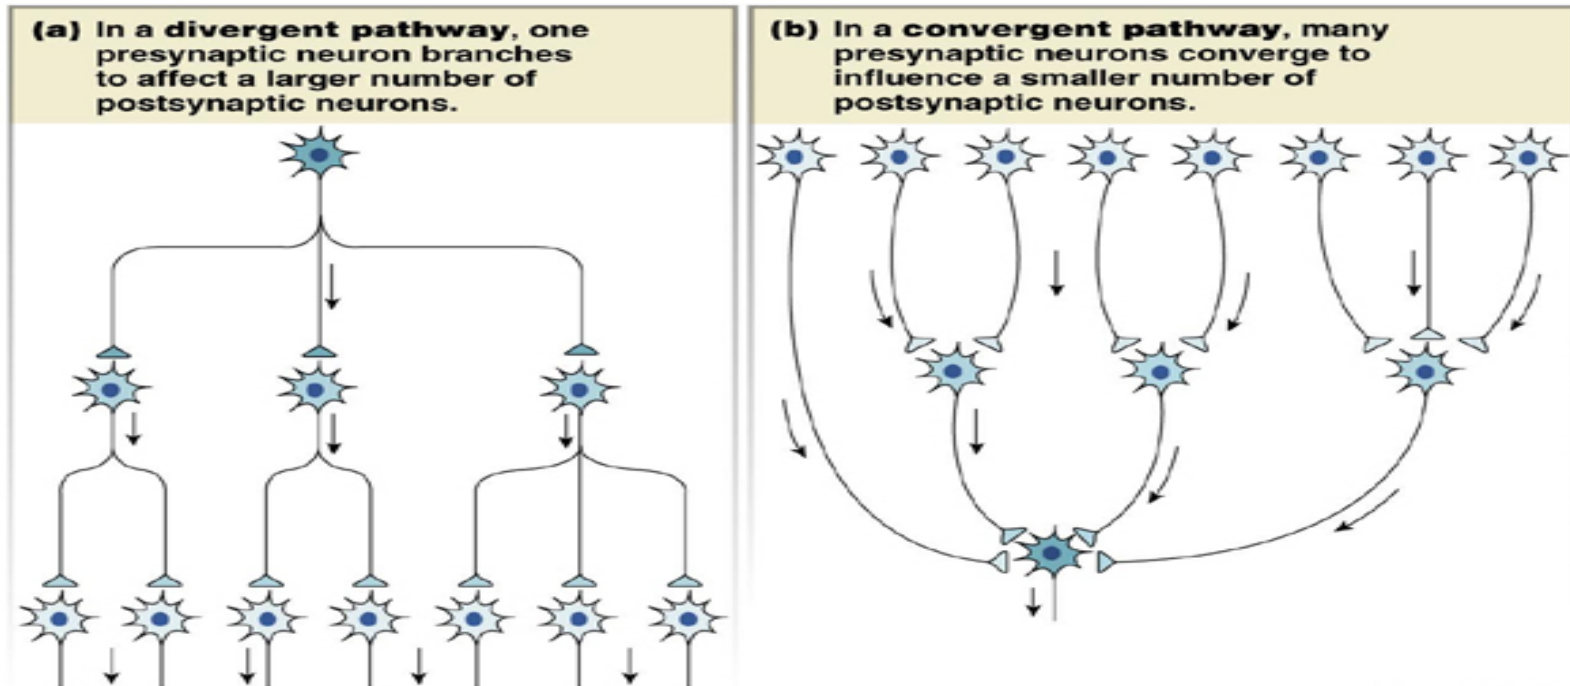 (a) In a divergent pathway, one
presynaptic neuron branches
to affect a larger number of
postsynaptic neurons.
(b) In a convergent pathway, many
presynaptic neurons converge to
influence a smaller number of
postsynaptic neurons.